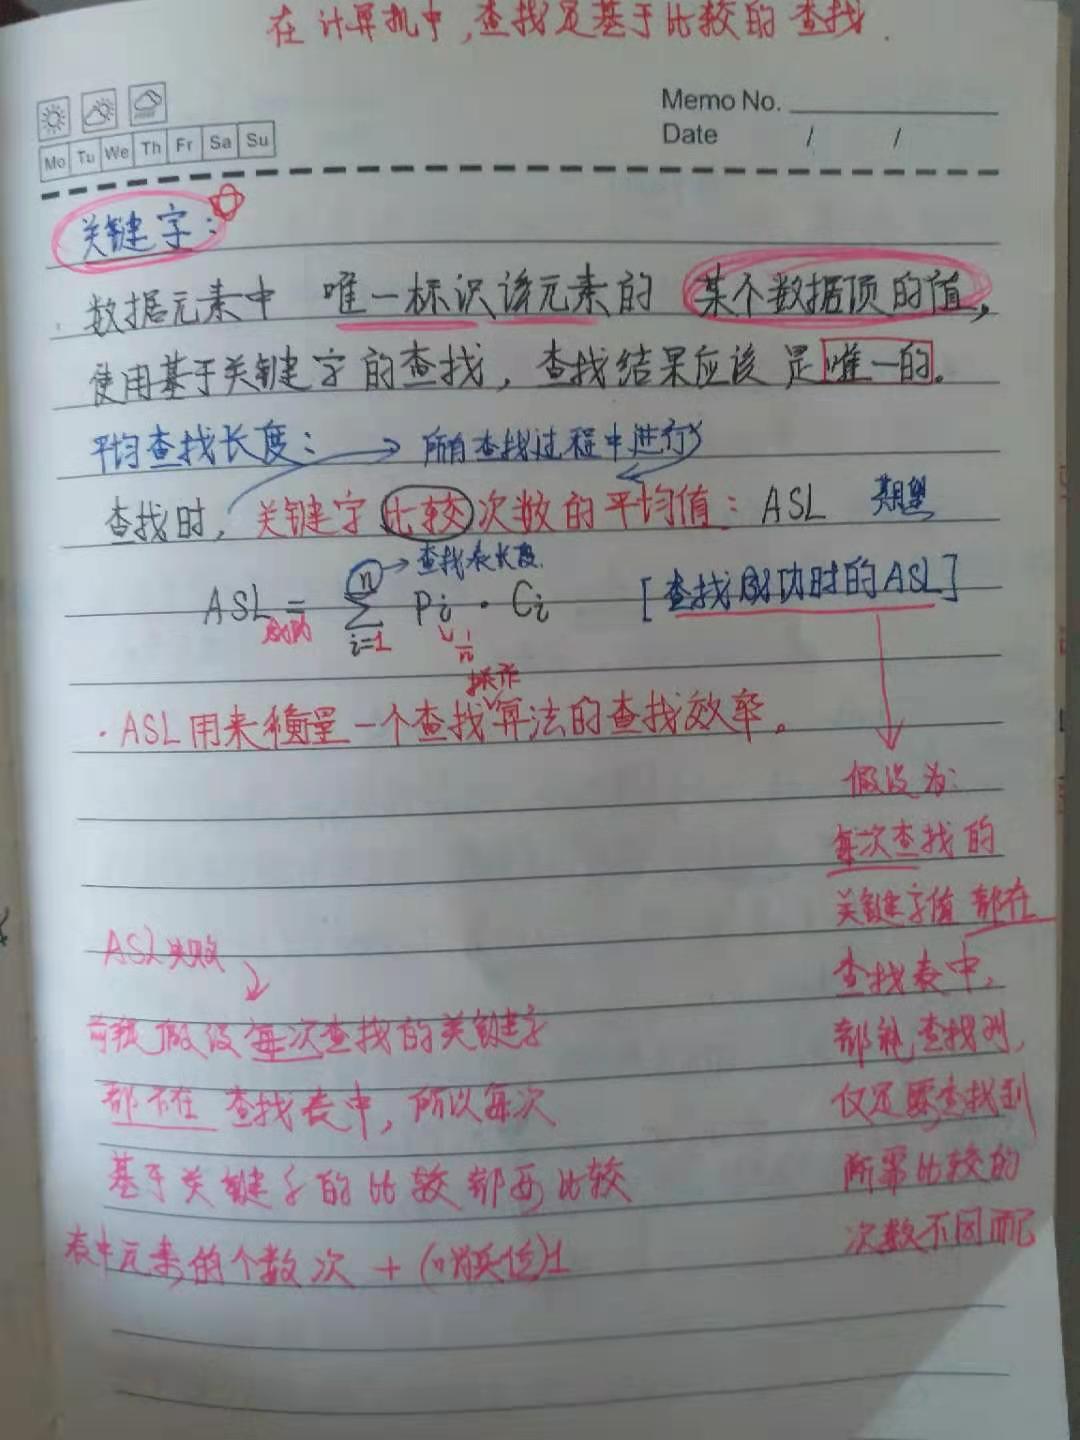 在计算机中，查找是基于比较的查找.
Memo No.
Date / /
Mo Tu We Th Fr Sa Su
关键字：
数据元素中 唯一标识该元素的 某个数据项的值，
使用基于关键字的查找，查找结果应该是唯一的.
平均查找长度： → 所有查找过程中进行
查找时，关键字比较次数的平均值：ASL 期望
n → 查找表长度.
ASL成功 = Σ Pi · Ci [查找成功时的ASL]
i=1
1/n
操作
·ASL用来衡量一个查找算法的查找效率。
假设为：
每次查找的
关键字值都在
查找表中，
都能查找到，
仅是要查找到
所需比较的
次数不同而已
ASL失败
假设每次查找的关键字
都不在查找表中，所以每次
基于关键字的比较都要比较
表中元素的个数次 + 1